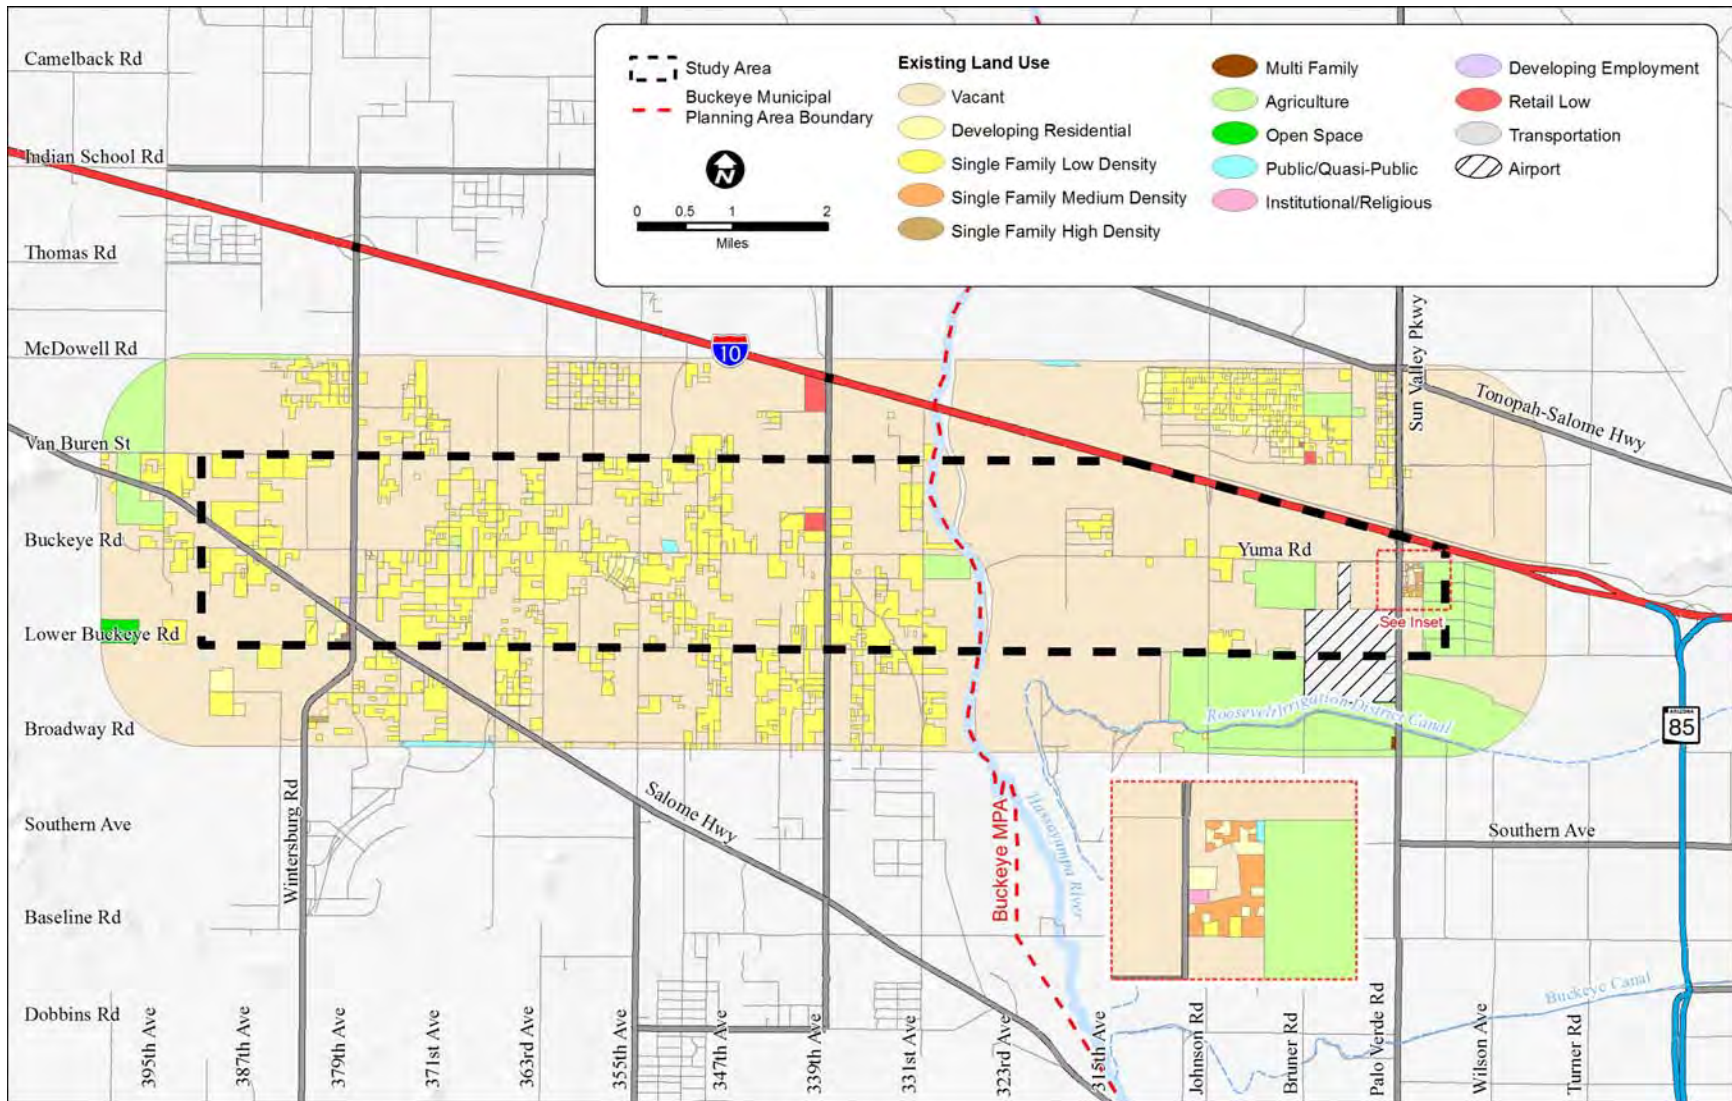 Camelback Rd
Indian School Rd
Thomas Rd
McDowell Rd
Van Buren St
Buckeye Rd
Lower Buckeye Rd
Broadway Rd
Southern Ave
Baseline Rd
Dobbins Rd
Study Area
Buckeye Municipal
Planning Area Boundary
N
0 0.5 1 2
Miles
Existing Land Use
Vacant
Developing Residential
Single Family Low Density
Single Family Medium Density
Single Family High Density
Multi Family
Agriculture
Open Space
Public/Quasi-Public
Institutional/Religious
Developing Employment
Retail Low
Transportation
Airport
10
Sun Valley Pkwy
Tonopah-Salome Hwy
Yuma Rd
See Inset
Roosevelt Irrigation District Canal
ARIZONA
85
Wintersburg Rd
Salome Hwy
Buckeye MPA
Hassayampa River
Southern Ave
Buckeye Canal
395th Ave
387th Ave
379th Ave
371st Ave
363rd Ave
355th Ave
347th Ave
339th Ave
331st Ave
323rd Ave
315th Ave
Johnson Rd
Bruner Rd
Palo Verde Rd
Wilson Ave
Turner Rd